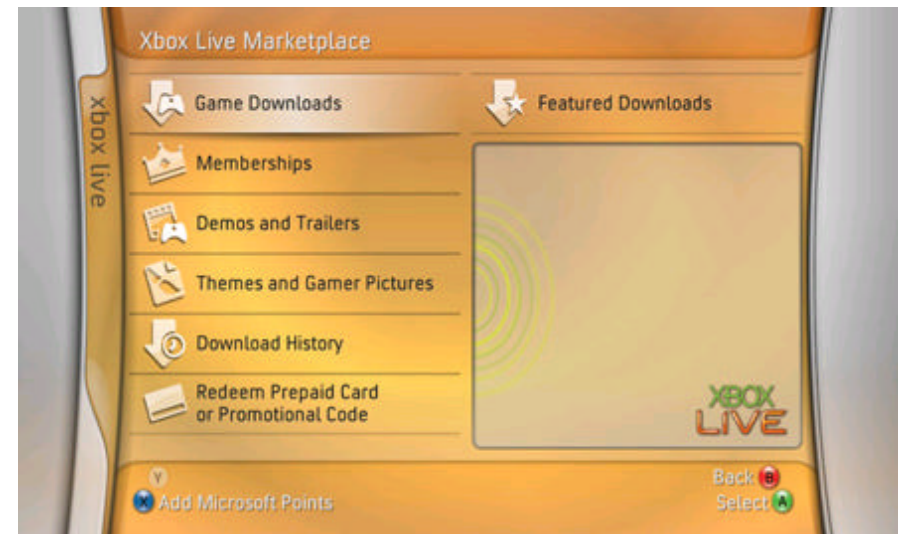 Xbox Live Marketplace
xbox live
Game Downloads
Memberships
Demos and Trailers
Themes and Gamer Pictures
Download History
Redeem Prepaid Card
or Promotional Code
Featured Downloads
XBOX
LIVE
Y
X Add Microsoft Points
Back B
Select A